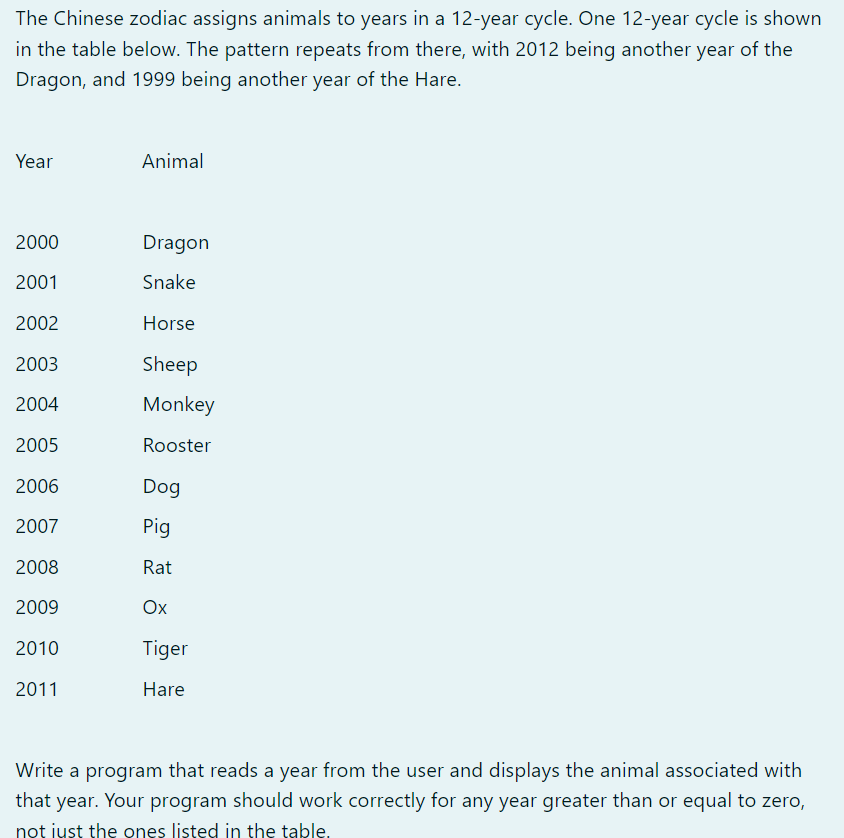 The Chinese zodiac assigns animals to years in a 12-year cycle. One 12-year cycle is shown
in the table below. The pattern repeats from there, with 2012 being another year of the
Dragon, and 1999 being another year of the Hare.
Year Animal
2000 Dragon
2001 Snake
2002 Horse
2003 Sheep
2004 Monkey
2005 Rooster
2006 Dog
2007 Pig
2008 Rat
2009 Ox
2010 Tiger
2011 Hare
Write a program that reads a year from the user and displays the animal associated with
that year. Your program should work correctly for any year greater than or equal to zero,
not just the ones listed in the table.